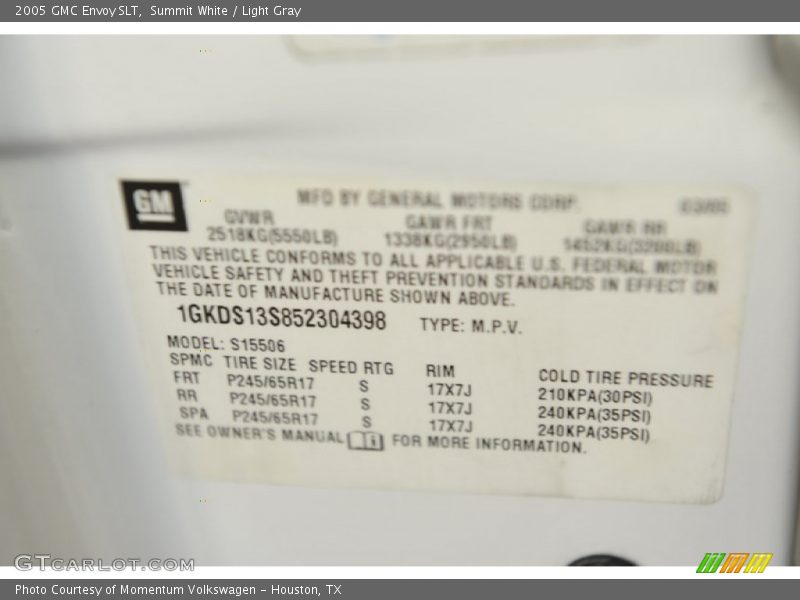 2005 GMC Envoy SLT, Summit White / Light Gray
GM MFD BY GENERAL MOTORS CORP. 03/05
GVWR GAWR FRT GAWR RR
2518KG(5550LB) 1338KG(2950LB) 1452KG(3200LB)
THIS VEHICLE CONFORMS TO ALL APPLICABLE U.S. FEDERAL MOTOR
VEHICLE SAFETY AND THEFT PREVENTION STANDARDS IN EFFECT ON
THE DATE OF MANUFACTURE SHOWN ABOVE.
1GKDS13S852304398 TYPE: M.P.V.
MODEL: S15506
SPMC TIRE SIZE SPEED RTG RIM COLD TIRE PRESSURE
FRT P245/65R17 S 17X7J 210KPA(30PSI)
RR P245/65R17 S 17X7J 240KPA(35PSI)
SPA P245/65R17 S 17X7J 240KPA(35PSI)
SEE OWNER'S MANUAL FOR MORE INFORMATION.
GTCARLOT.COM
Photo Courtesy of Momentum Volkswagen - Houston, TX